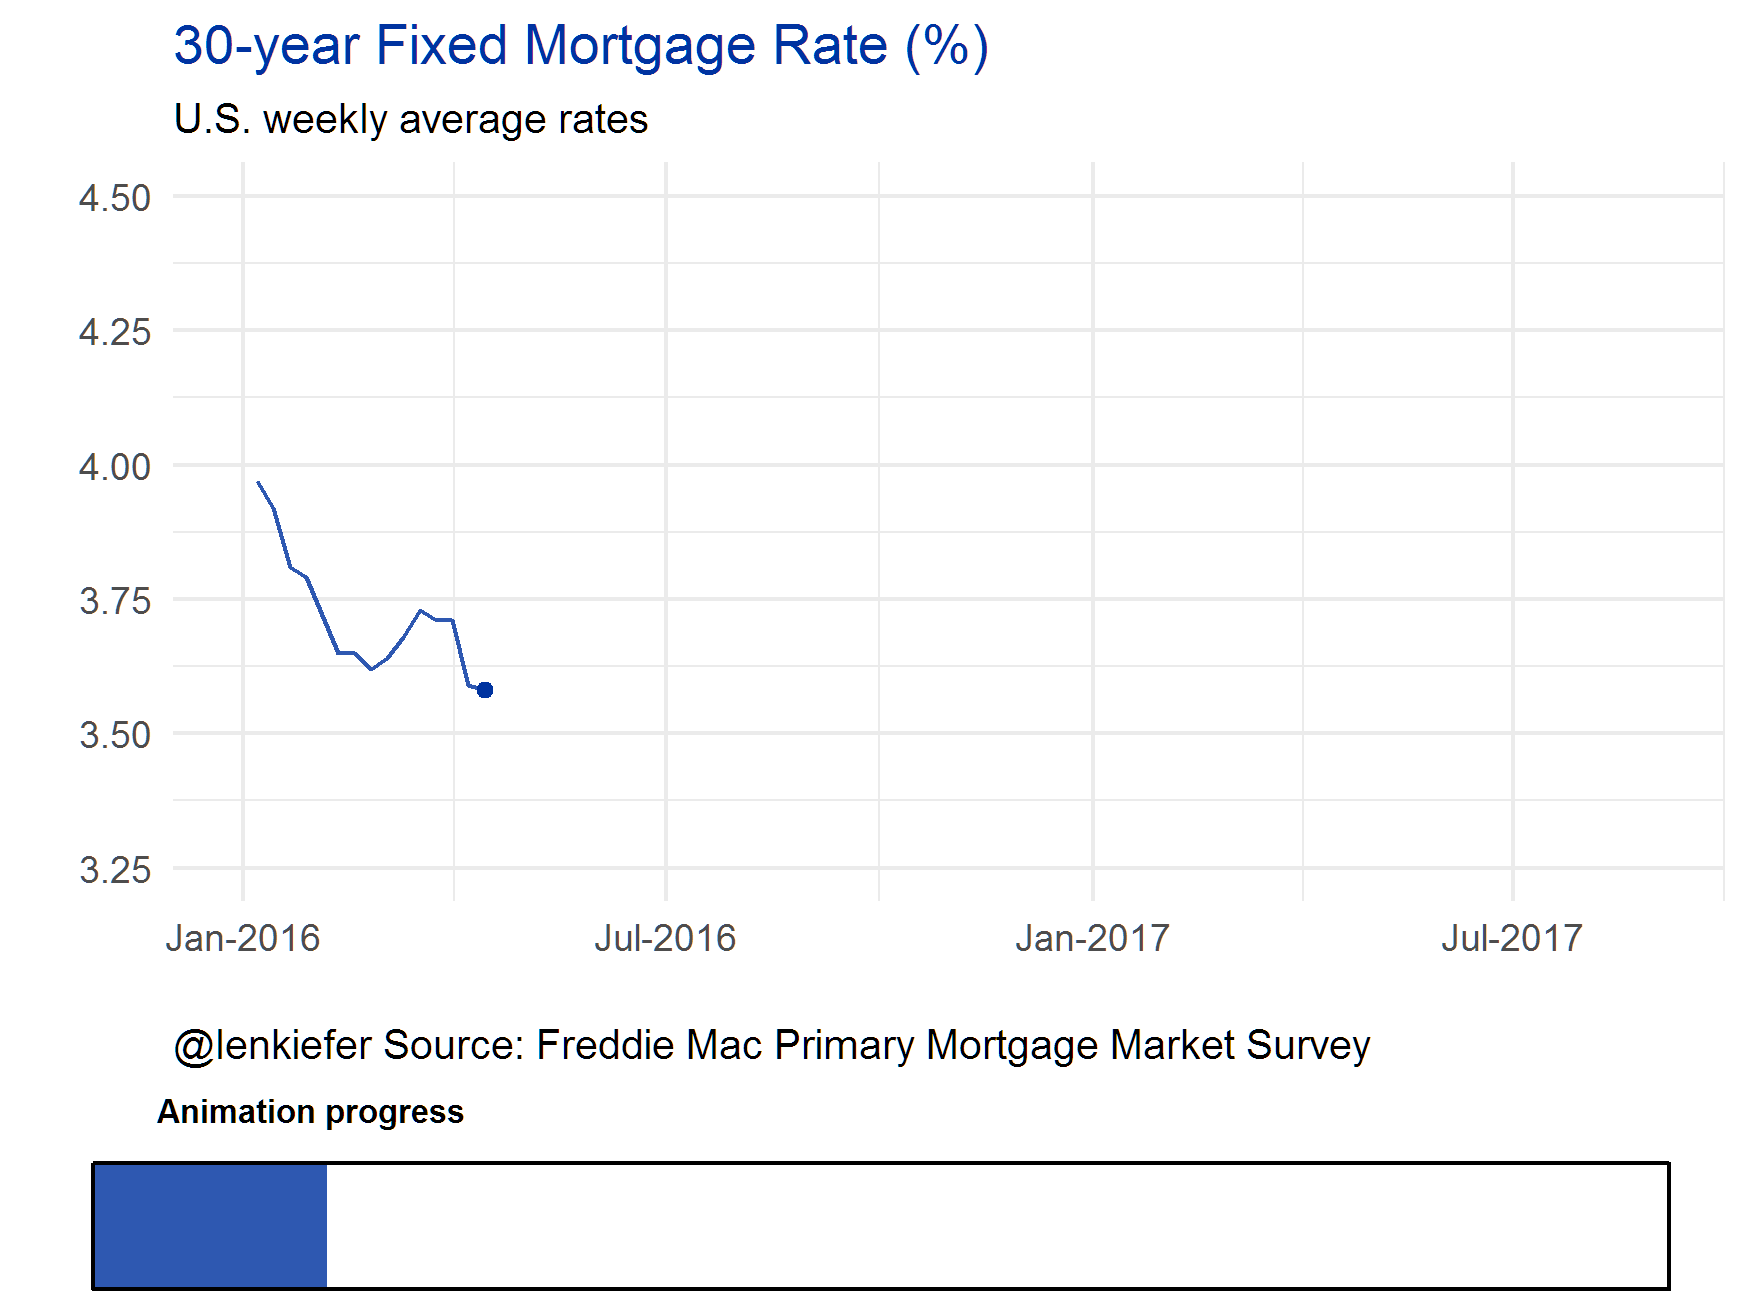 30-year Fixed Mortgage Rate (%)
U.S. weekly average rates
4.50
4.25
4.00
3.75
3.50
3.25
Jan-2016 Jul-2016 Jan-2017 Jul-2017
@lenkiefer Source: Freddie Mac Primary Mortgage Market Survey
Animation progress